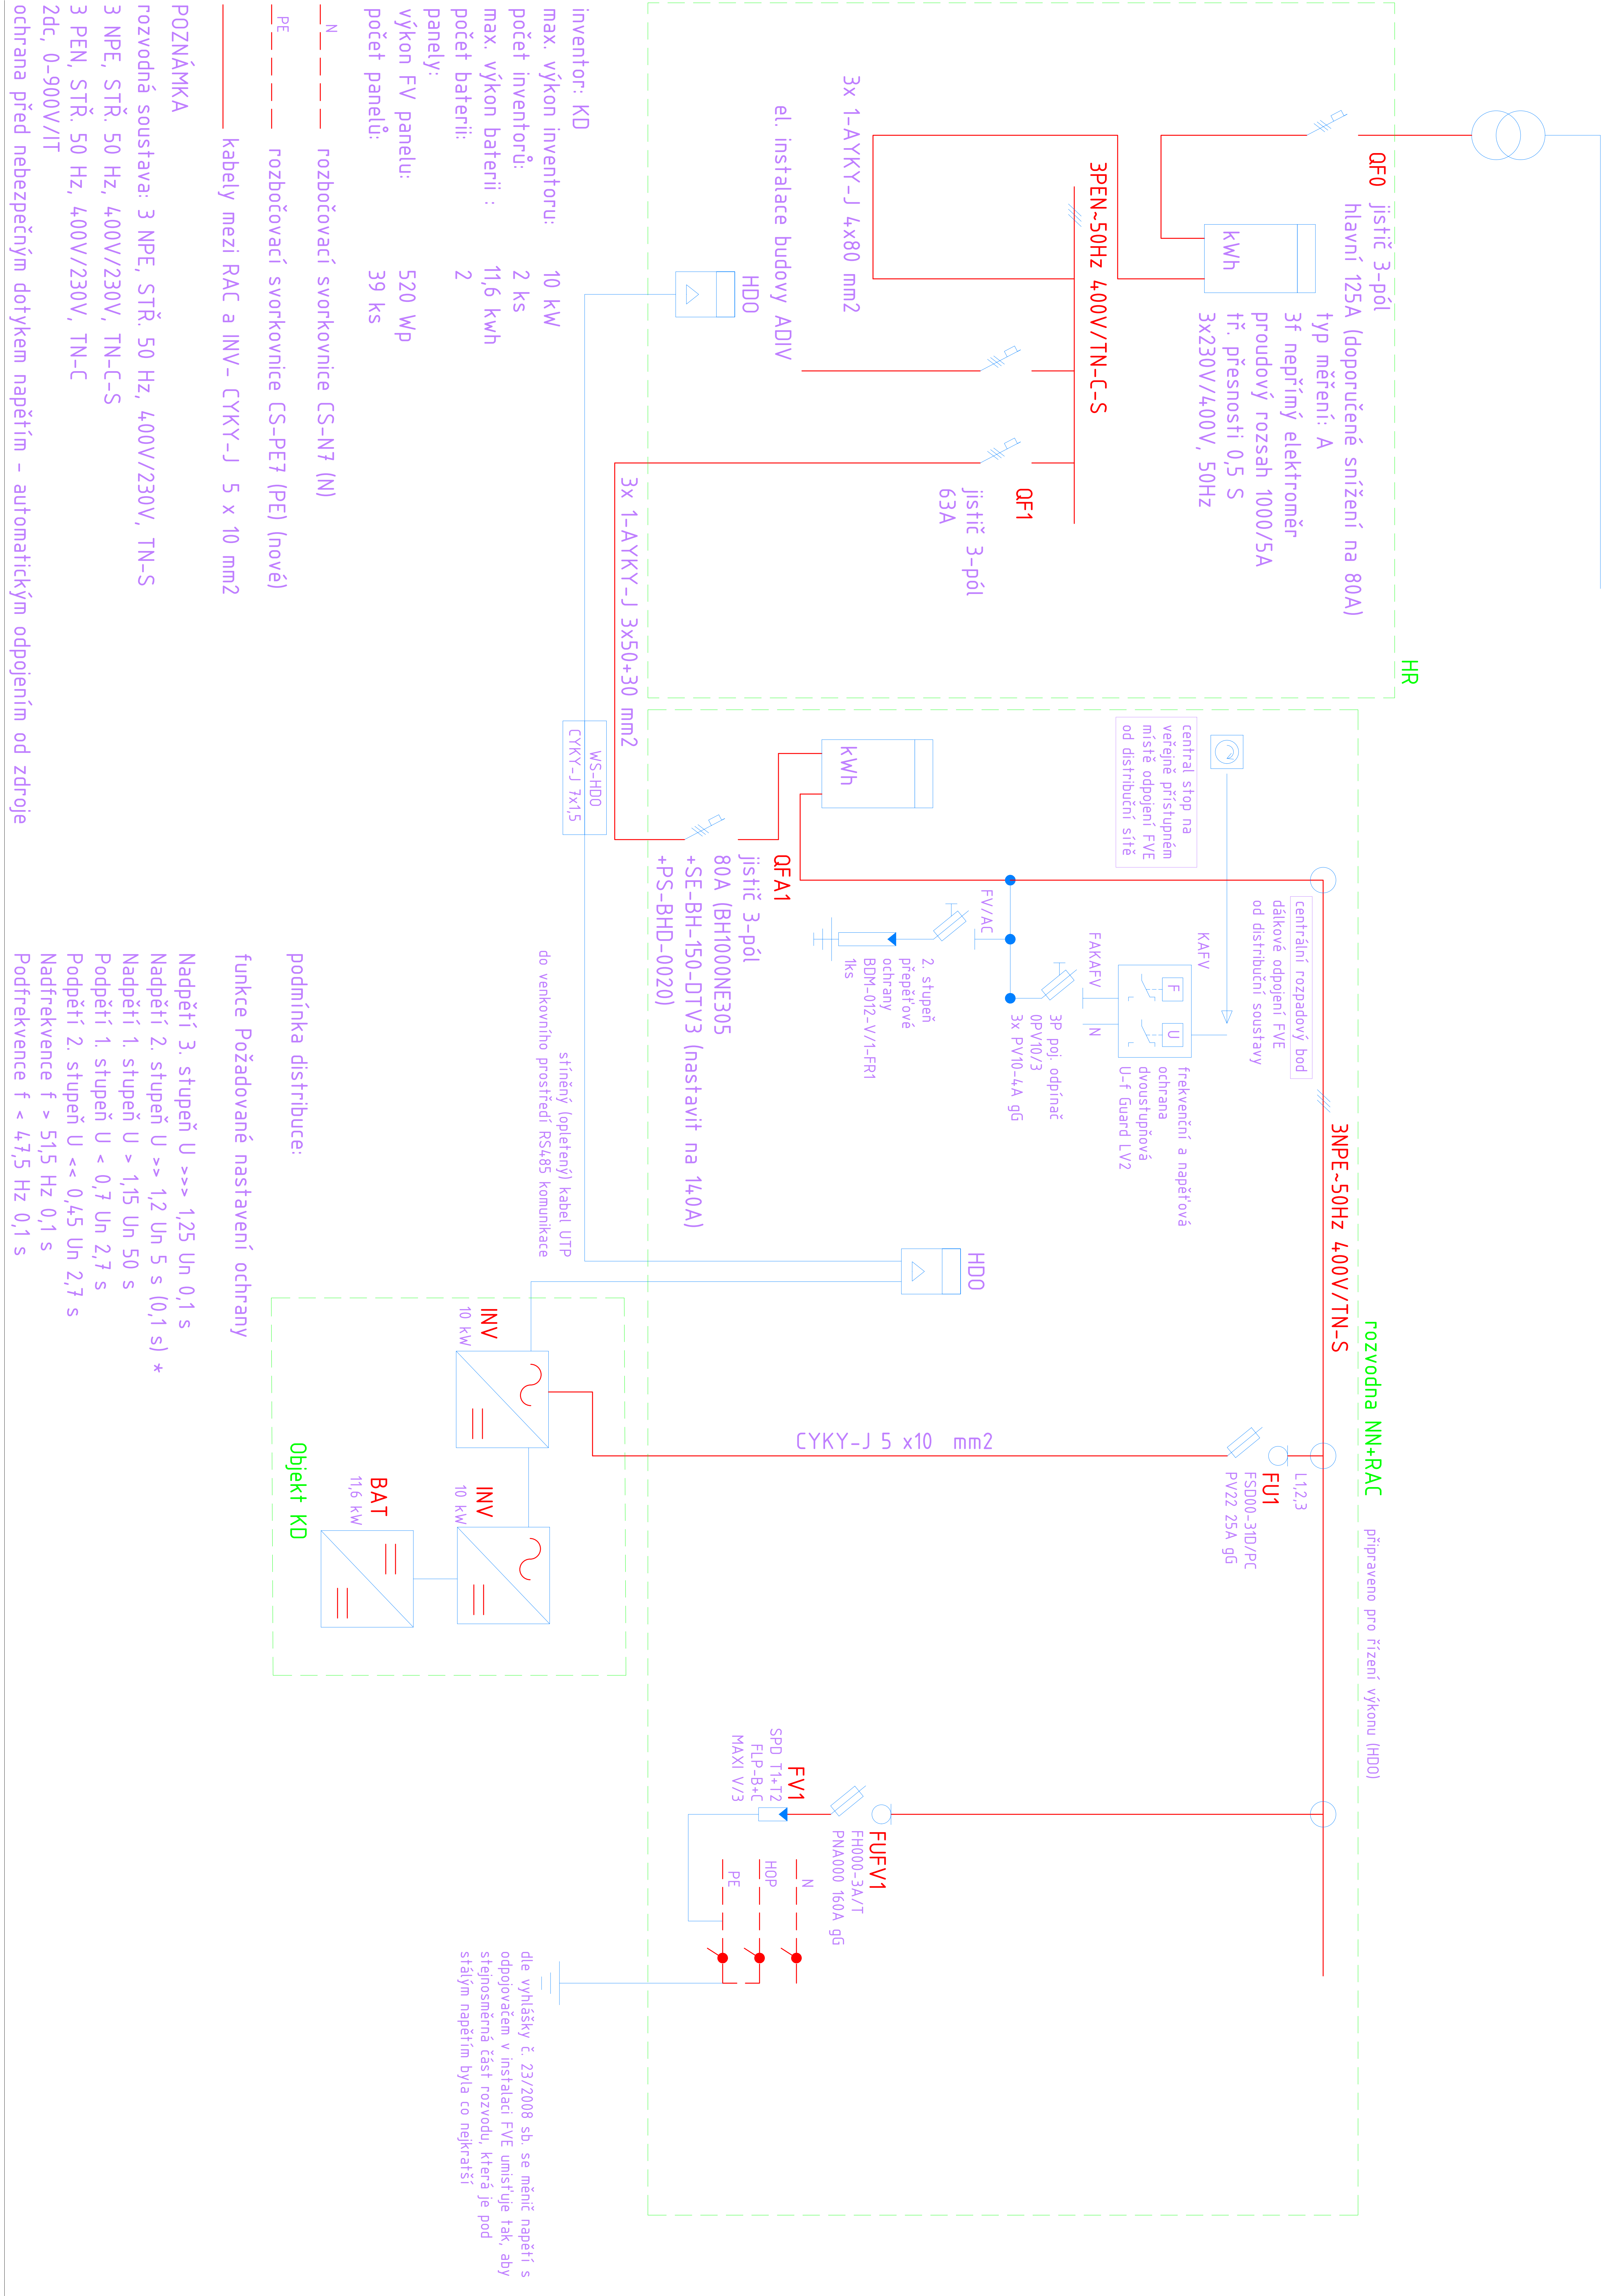 HR
QF0
jistič 3-pól
hlavní 125A (doporučené snížení na 80A)
kWh
typ měření: A
3f nepřímý elektroměr
proudový rozsah 1000/5A
tř. přesnosti 0,5 S
3x230V/400V, 50Hz
3PEN~50Hz 400V/TN-C-S
3x 1-AYKY-J 4x80 mm2
el. instalace budovy ADIV
HDO
QF1
jistič 3-pól
63A
3x 1-AYKY-J 3x50+30 mm2
WS-HDO
CYKY-J 7x1,5
rozvodna NN+RAC
připraveno pro řízení výkonu (HDO)
3NPE~50Hz 400V/TN-S
centrální rozpadový bod
dálkové odpojení FVE
od distribuční soustavy
central stop na
veřejně přístupném
místě odpojení FVE
od distribuční sítě
KAFV
F
U
frekvenční a napěťová
ochrana
dvoustupňová
U-f Guard LV2
FAKAFV
N
3P poj. odpínač
OPV10/3
3x PV10-4A gG
FV/AC
2. stupeň
přepěťové
ochrany
BDM-012-V/1-FR1
1ks
kWh
QFA1
jistič 3-pól
80A (BH1000NE305
+SE-BH-150-DTV3 (nastavit na 140A)
+PS-BHD-0020)
HDO
stíněný (opletený) kabel UTP
do venkovního prostředí RS485 komunikace
L1,2,3
FU1
FSD00-31D/PC
PV22 25A gG
CYKY-J 5 x10 mm2
INV
10 kW
INV
10 kW
BAT
11,6 kW
Objekt KD
FUFV1
FH000-3A/T
PNA000 160A gG
FV1
SPD T1+T2
FLP-B+C
MAXI V/3
N
HOP
PE
dle vyhlášky č. 23/2008 sb. se měnič napětí s
odpojovačem v instalaci FVE umisťuje tak, aby
stejnosměrná část rozvodu, která je pod
stálým napětím byla co nejkratší
inventor: KD
max. výkon inventoru: 10 kW
počet inventorů: 2 ks
max. výkon baterii : 11,6 kwh
počet baterii: 2
panely:
výkon FV panelu: 520 Wp
počet panelů: 39 ks
N
rozbočovací svorkovnice CS-N7 (N)
PE
rozbočovací svorkovnice CS-PE7 (PE) (nové)
kabely mezi RAC a INV- CYKY-J 5 x 10 mm2
POZNÁMKA
rozvodná soustava: 3 NPE, STŘ. 50 Hz, 400V/230V, TN-S
3 NPE, STŘ. 50 Hz, 400V/230V, TN-C-S
3 PEN, STŘ. 50 Hz, 400V/230V, TN-C
2dc, 0-900V/IT
ochrana před nebezpečným dotykem napětím - automatickým odpojením od zdroje
podmínka distribuce:
funkce Požadované nastavení ochrany
Nadpětí 3. stupeň U >>> 1,25 Un 0,1 s
Nadpětí 2. stupeň U >> 1,2 Un 5 s (0,1 s) *
Nadpětí 1. stupeň U > 1,15 Un 50 s
Podpětí 1. stupeň U < 0,7 Un 2,7 s
Podpětí 2. stupeň U << 0,45 Un 2,7 s
Nadfrekvence f > 51,5 Hz 0,1 s
Podfrekvence f < 47,5 Hz 0,1 s